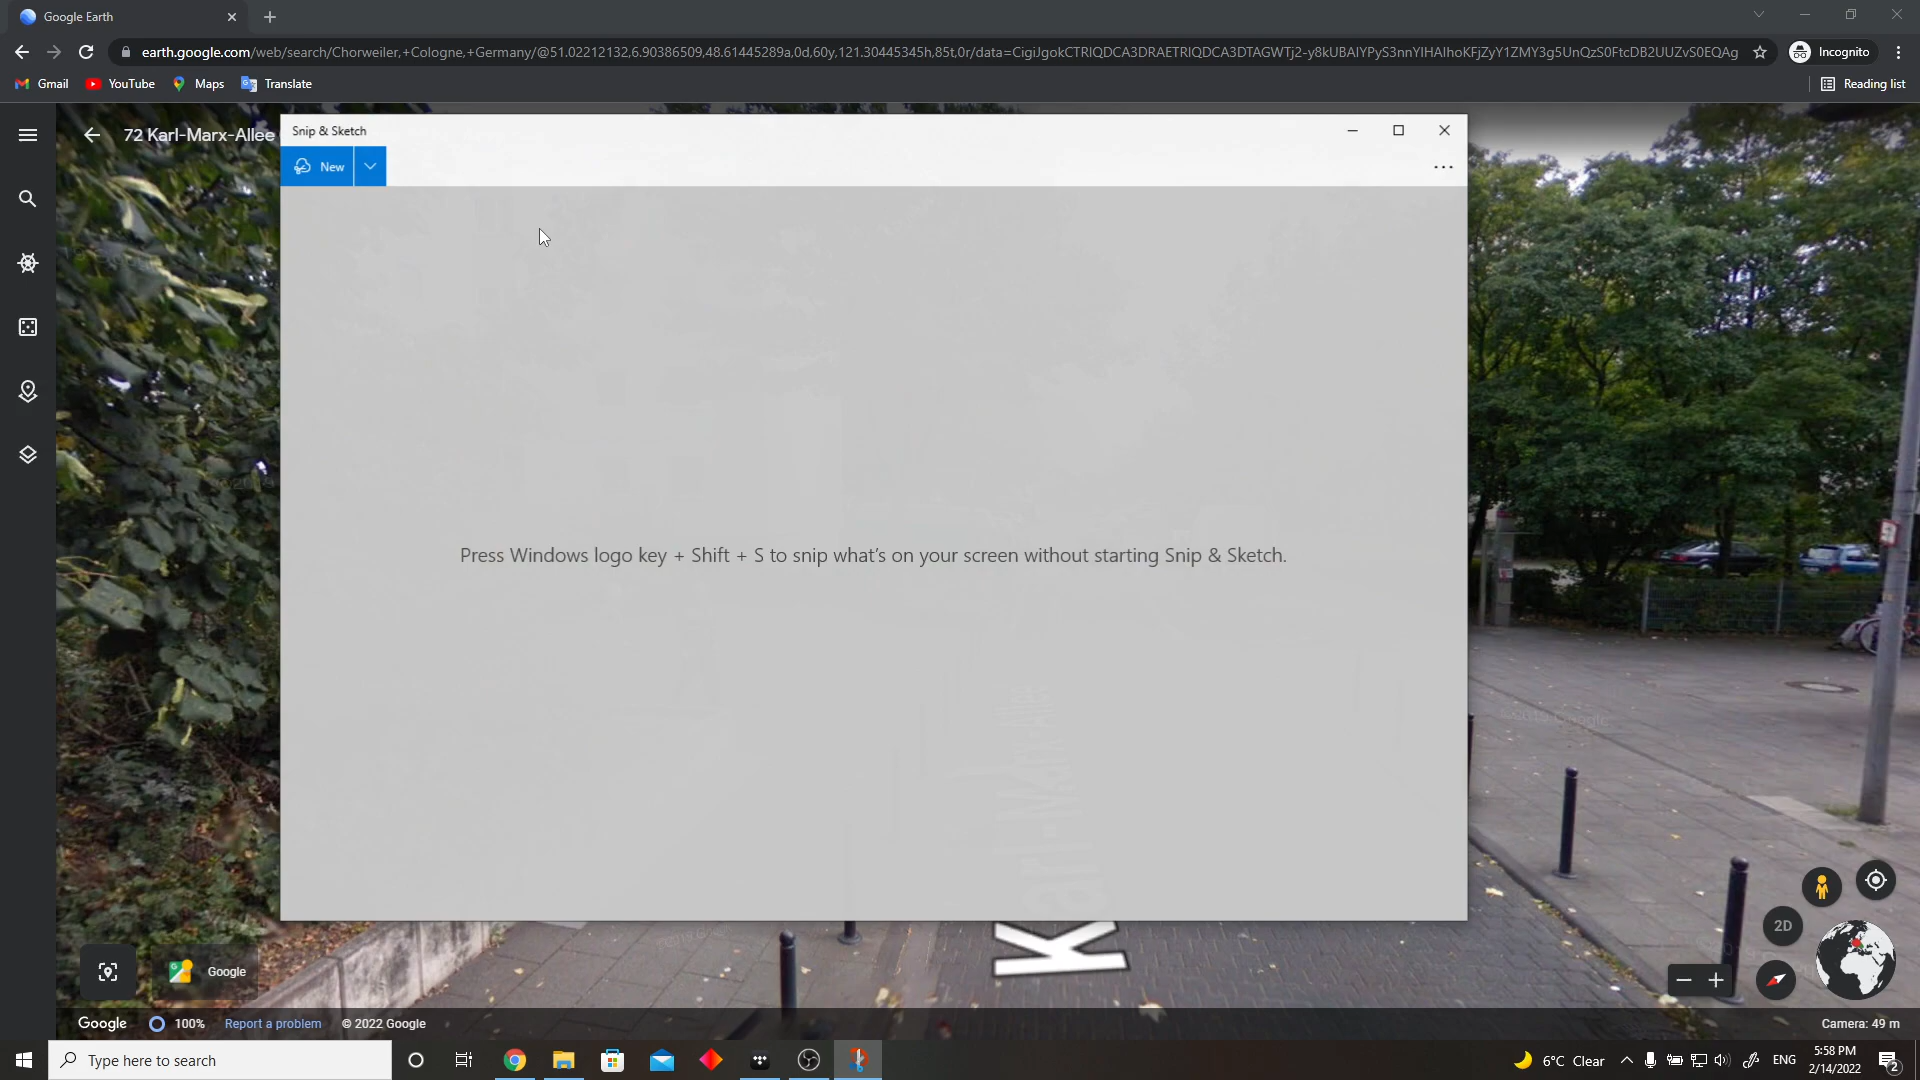 Google Earth
earth.google.com/web/search/Chorweiler,+Cologne,+Germany/@51.02212132,6.90386509,48.61445289a,0d,60y,121.30445345h,85t,0r/data=CigiJgokCTRIQDCA3DRAETRIQDCA3DTAGWTj2-y8kUBAIYPyS3nnYIHAIhoKFjZyY1ZMY3g5UnQzS0FtcDB2UUZvS0EQAg
Incognito
Gmail YouTube Maps Translate Reading list
72 Karl-Marx-Allee
Snip & Sketch
New
Press Windows logo key + Shift + S to snip what's on your screen without starting Snip & Sketch.
Karl-Marx-Allee
2D
Google
Google 100% Report a problem © 2022 Google Camera: 49 m
Type here to search
6°C Clear ENG
5:58 PM
2/14/2022
2